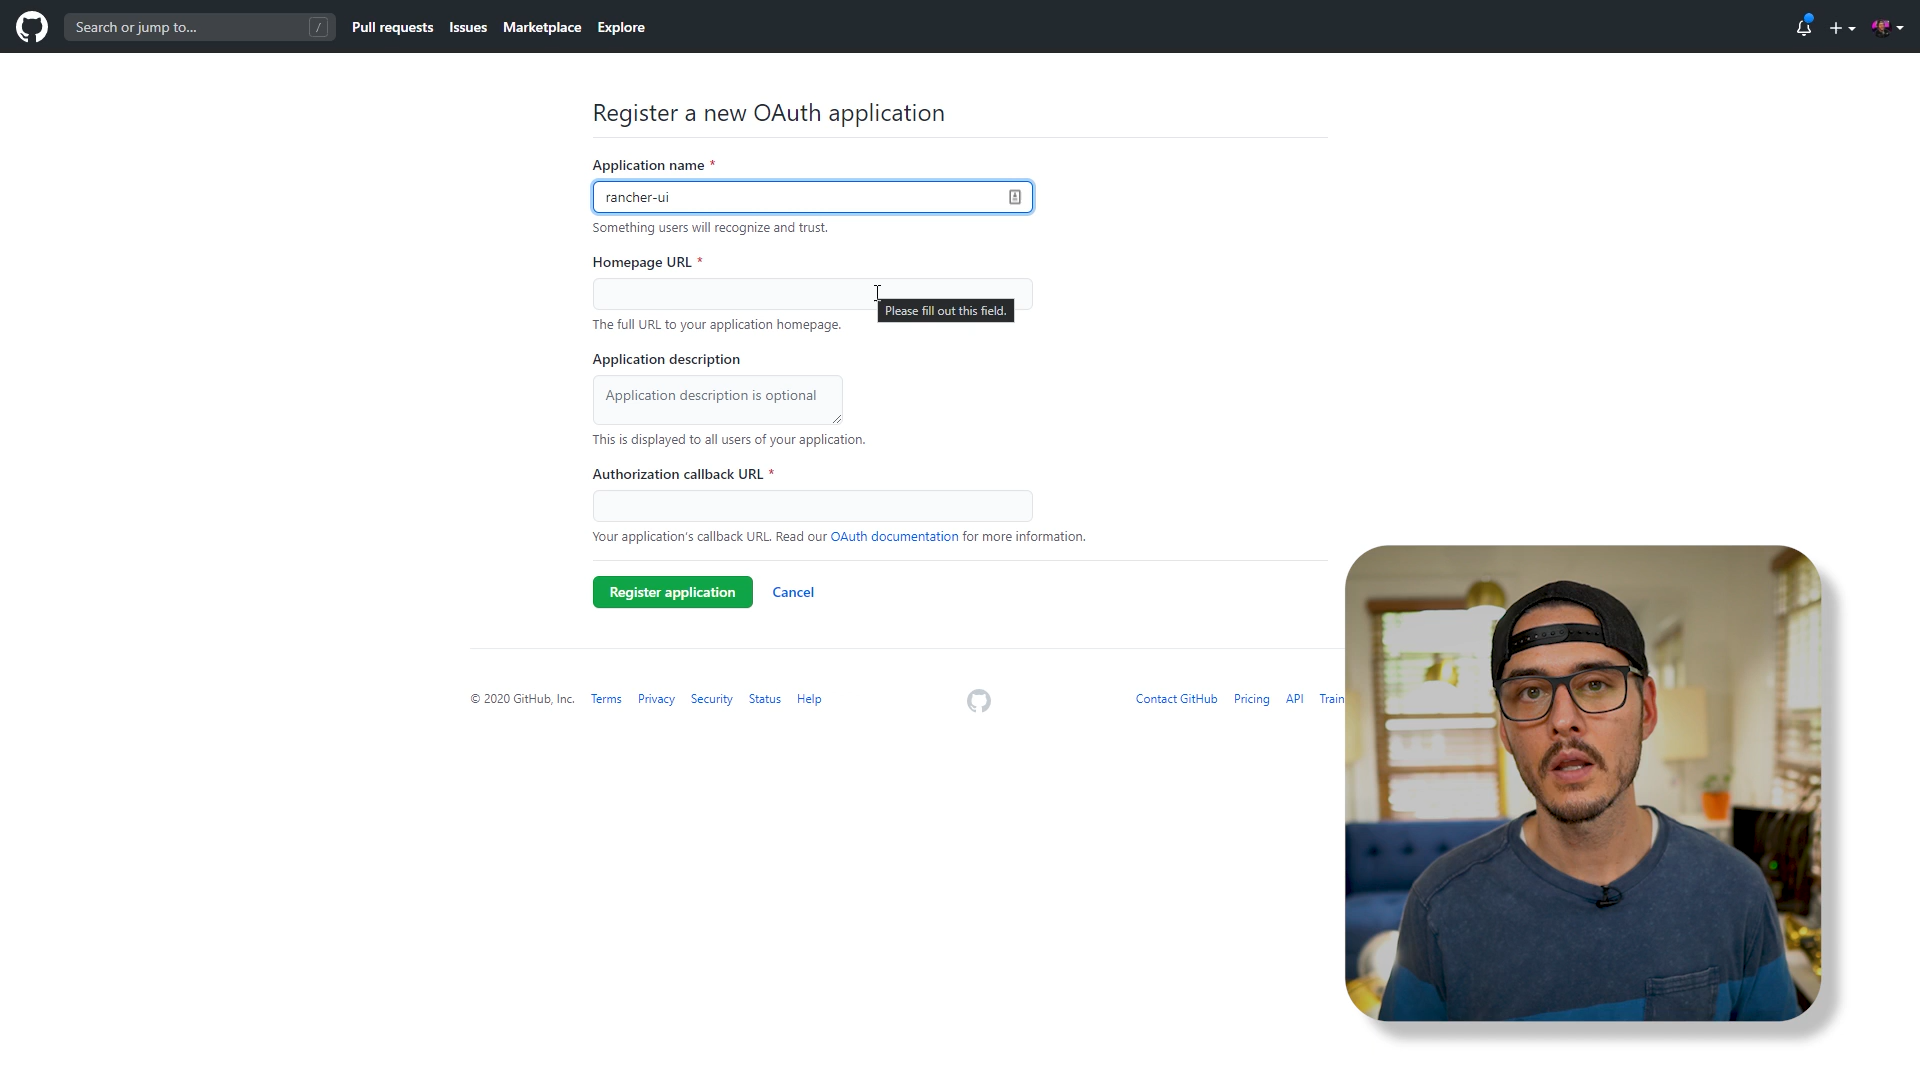 Search or jump to...
/
Pull requests
Issues
Marketplace
Explore
Register a new OAuth application
Application name *
rancher-ui
Something users will recognize and trust.
Homepage URL *
Please fill out this field.
The full URL to your application homepage.
Application description
Application description is optional
This is displayed to all users of your application.
Authorization callback URL *
Your application's callback URL. Read our OAuth documentation for more information.
Register application
Cancel
© 2020 GitHub, Inc.
Terms
Privacy
Security
Status
Help
Contact GitHub
Pricing
API
Train